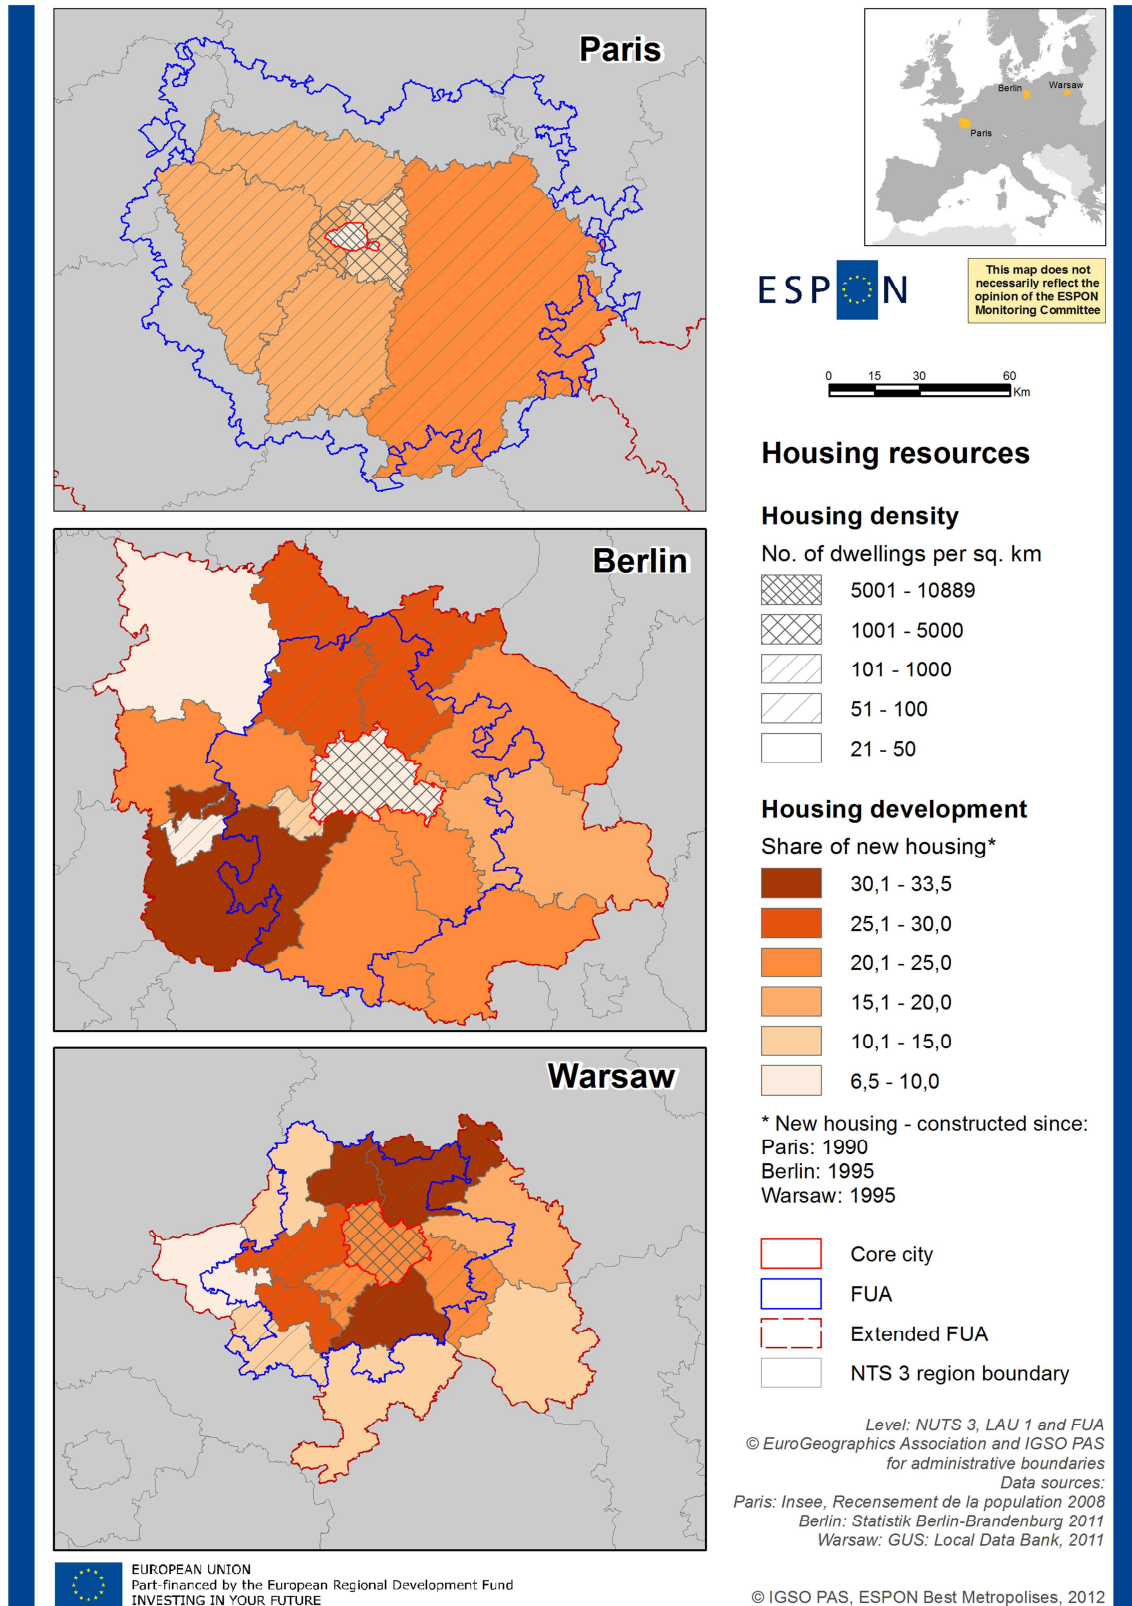 Paris
Berlin
Warsaw
Berlin
Warsaw
Paris
ESPON
This map does not
necessarily reflect the
opinion of the ESPON
Monitoring Committee
0 15 30 60
Km
Housing resources
Housing density
No. of dwellings per sq. km
5001 - 10889
1001 - 5000
101 - 1000
51 - 100
21 - 50
Housing development
Share of new housing*
30,1 - 33,5
25,1 - 30,0
20,1 - 25,0
15,1 - 20,0
10,1 - 15,0
6,5 - 10,0
* New housing - constructed since:
Paris: 1990
Berlin: 1995
Warsaw: 1995
Core city
FUA
Extended FUA
NTS 3 region boundary
Level: NUTS 3, LAU 1 and FUA
© EuroGeographics Association and IGSO PAS
for administrative boundaries
Data sources:
Paris: Insee, Recensement de la population 2008
Berlin: Statistik Berlin-Brandenburg 2011
Warsaw: GUS: Local Data Bank, 2011
EUROPEAN UNION
Part-financed by the European Regional Development Fund
INVESTING IN YOUR FUTURE
© IGSO PAS, ESPON Best Metropolises, 2012